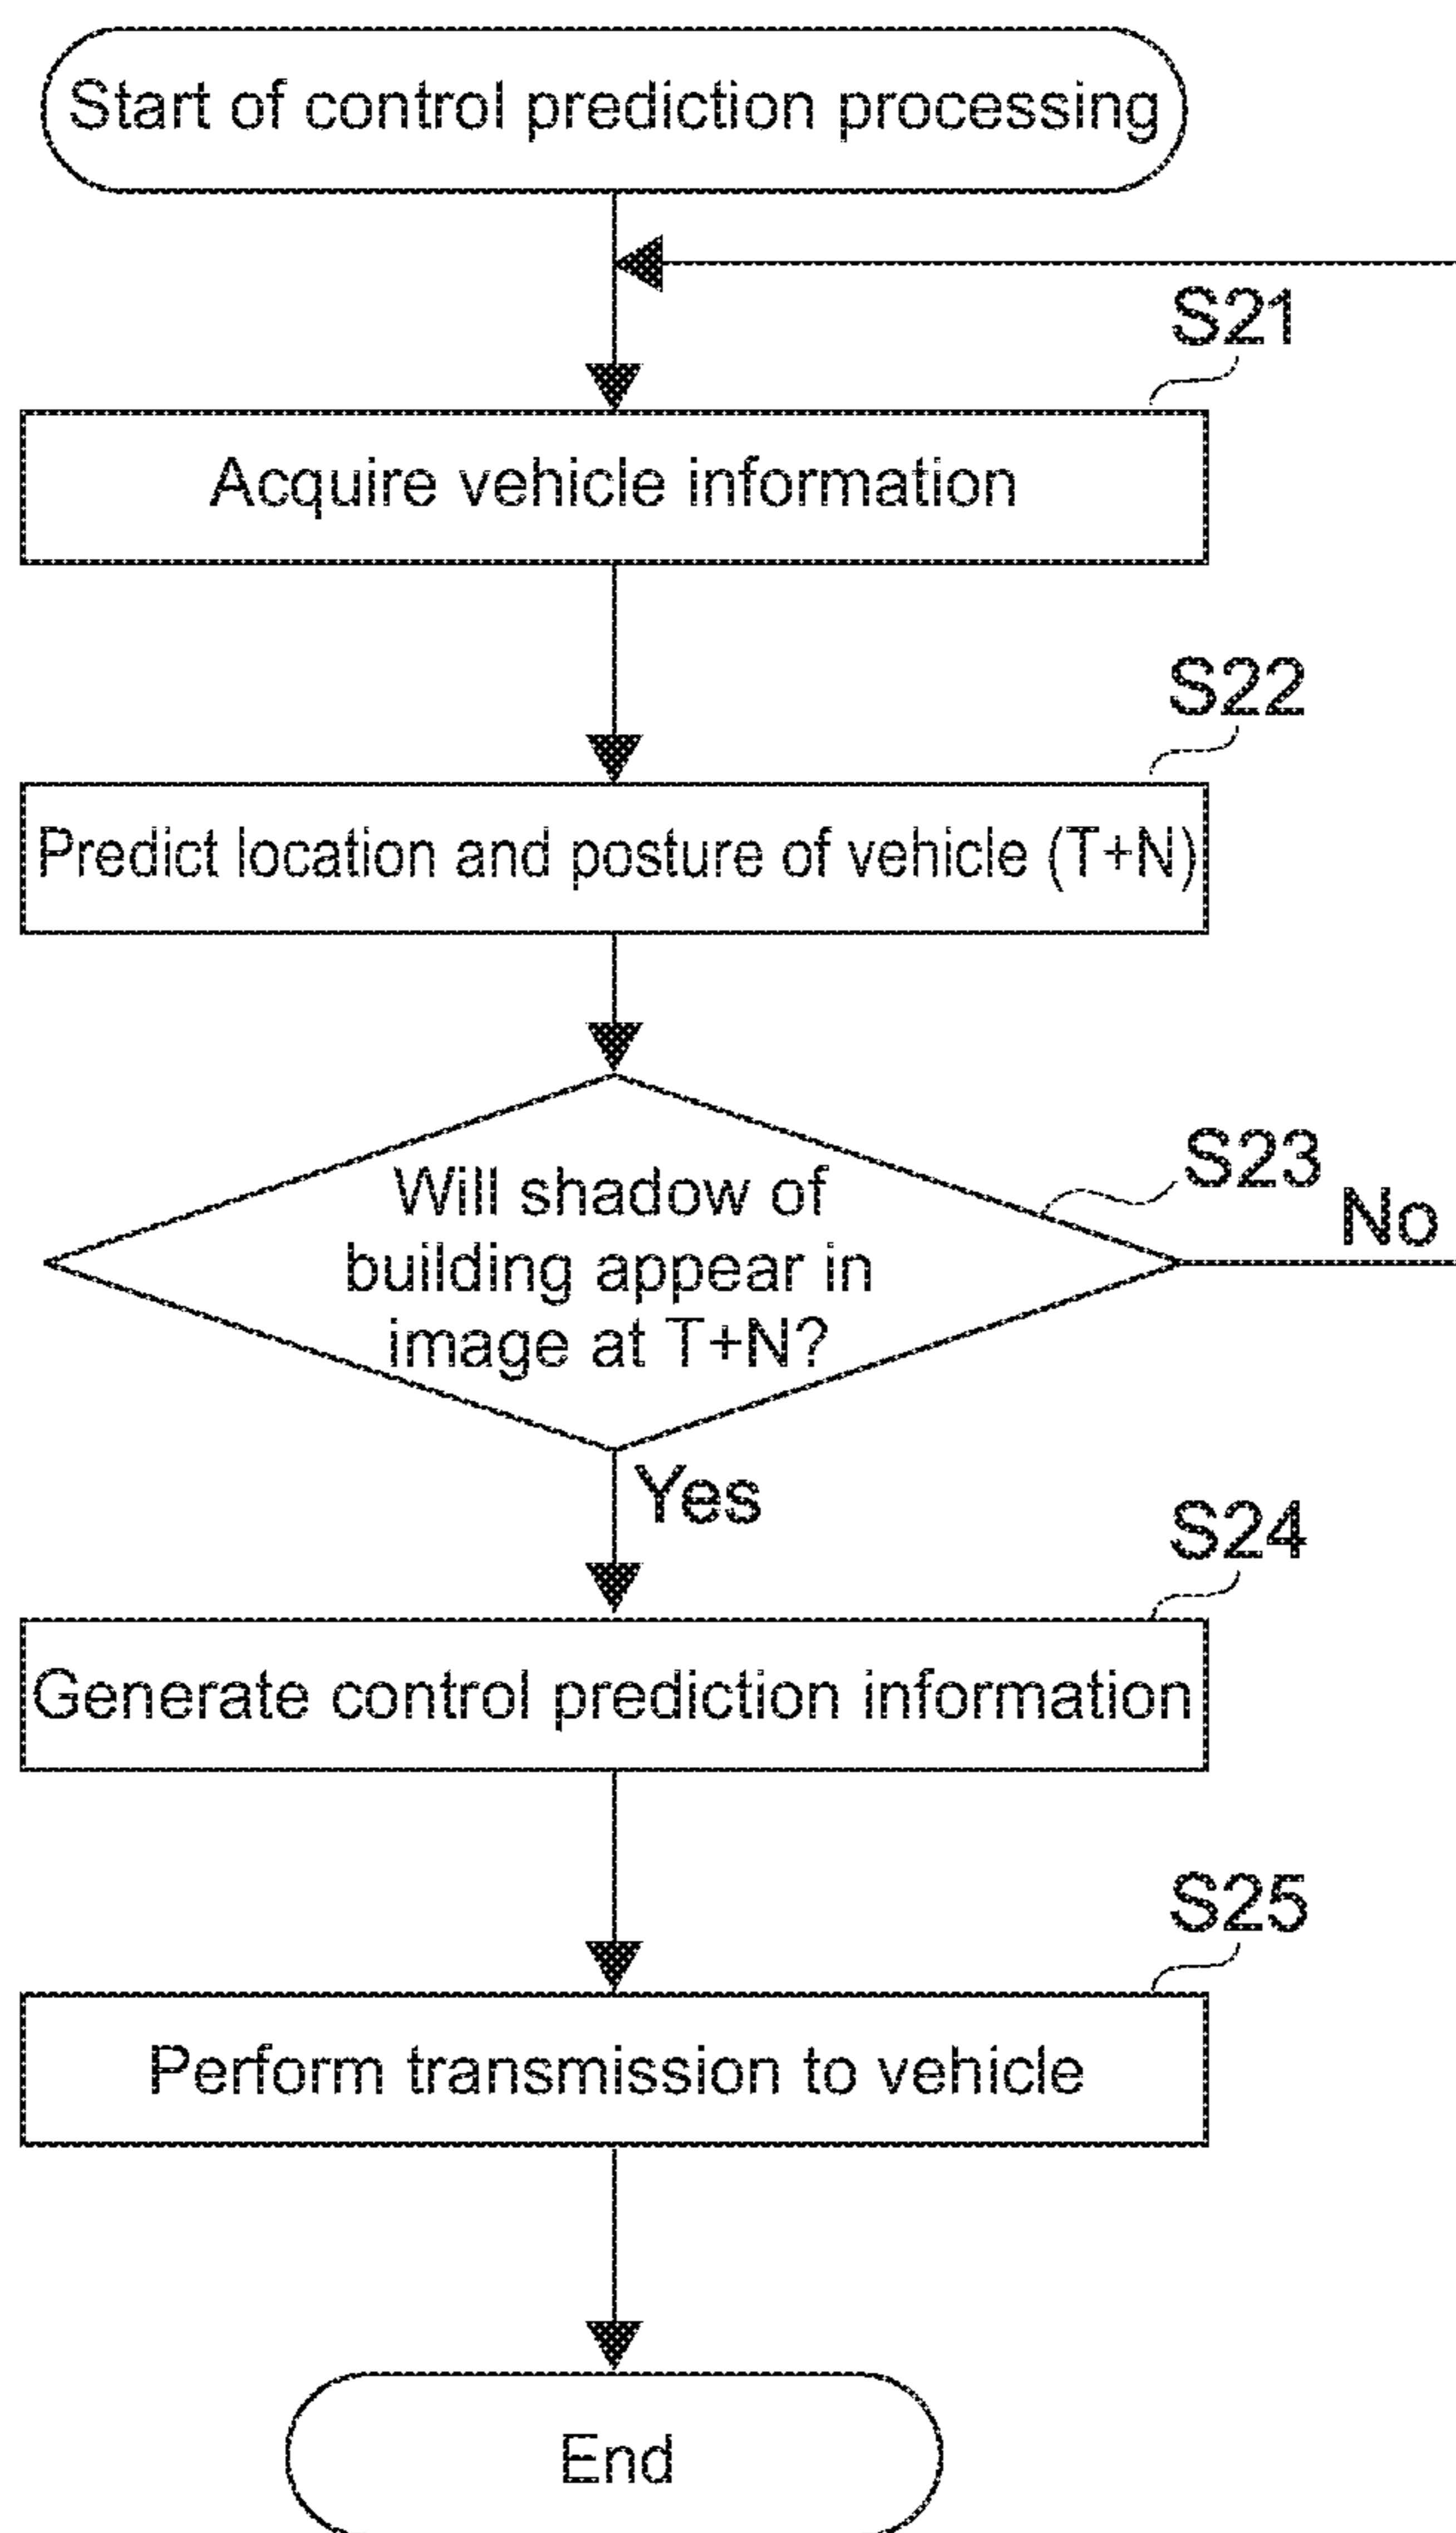 Start of control prediction processing
S21
Acquire vehicle information
S22
Predict location and posture of vehicle (T+N)
S23
Will shadow of
building appear in
image at T+N?
No
Yes
S24
Generate control prediction information
S25
Perform transmission to vehicle
End